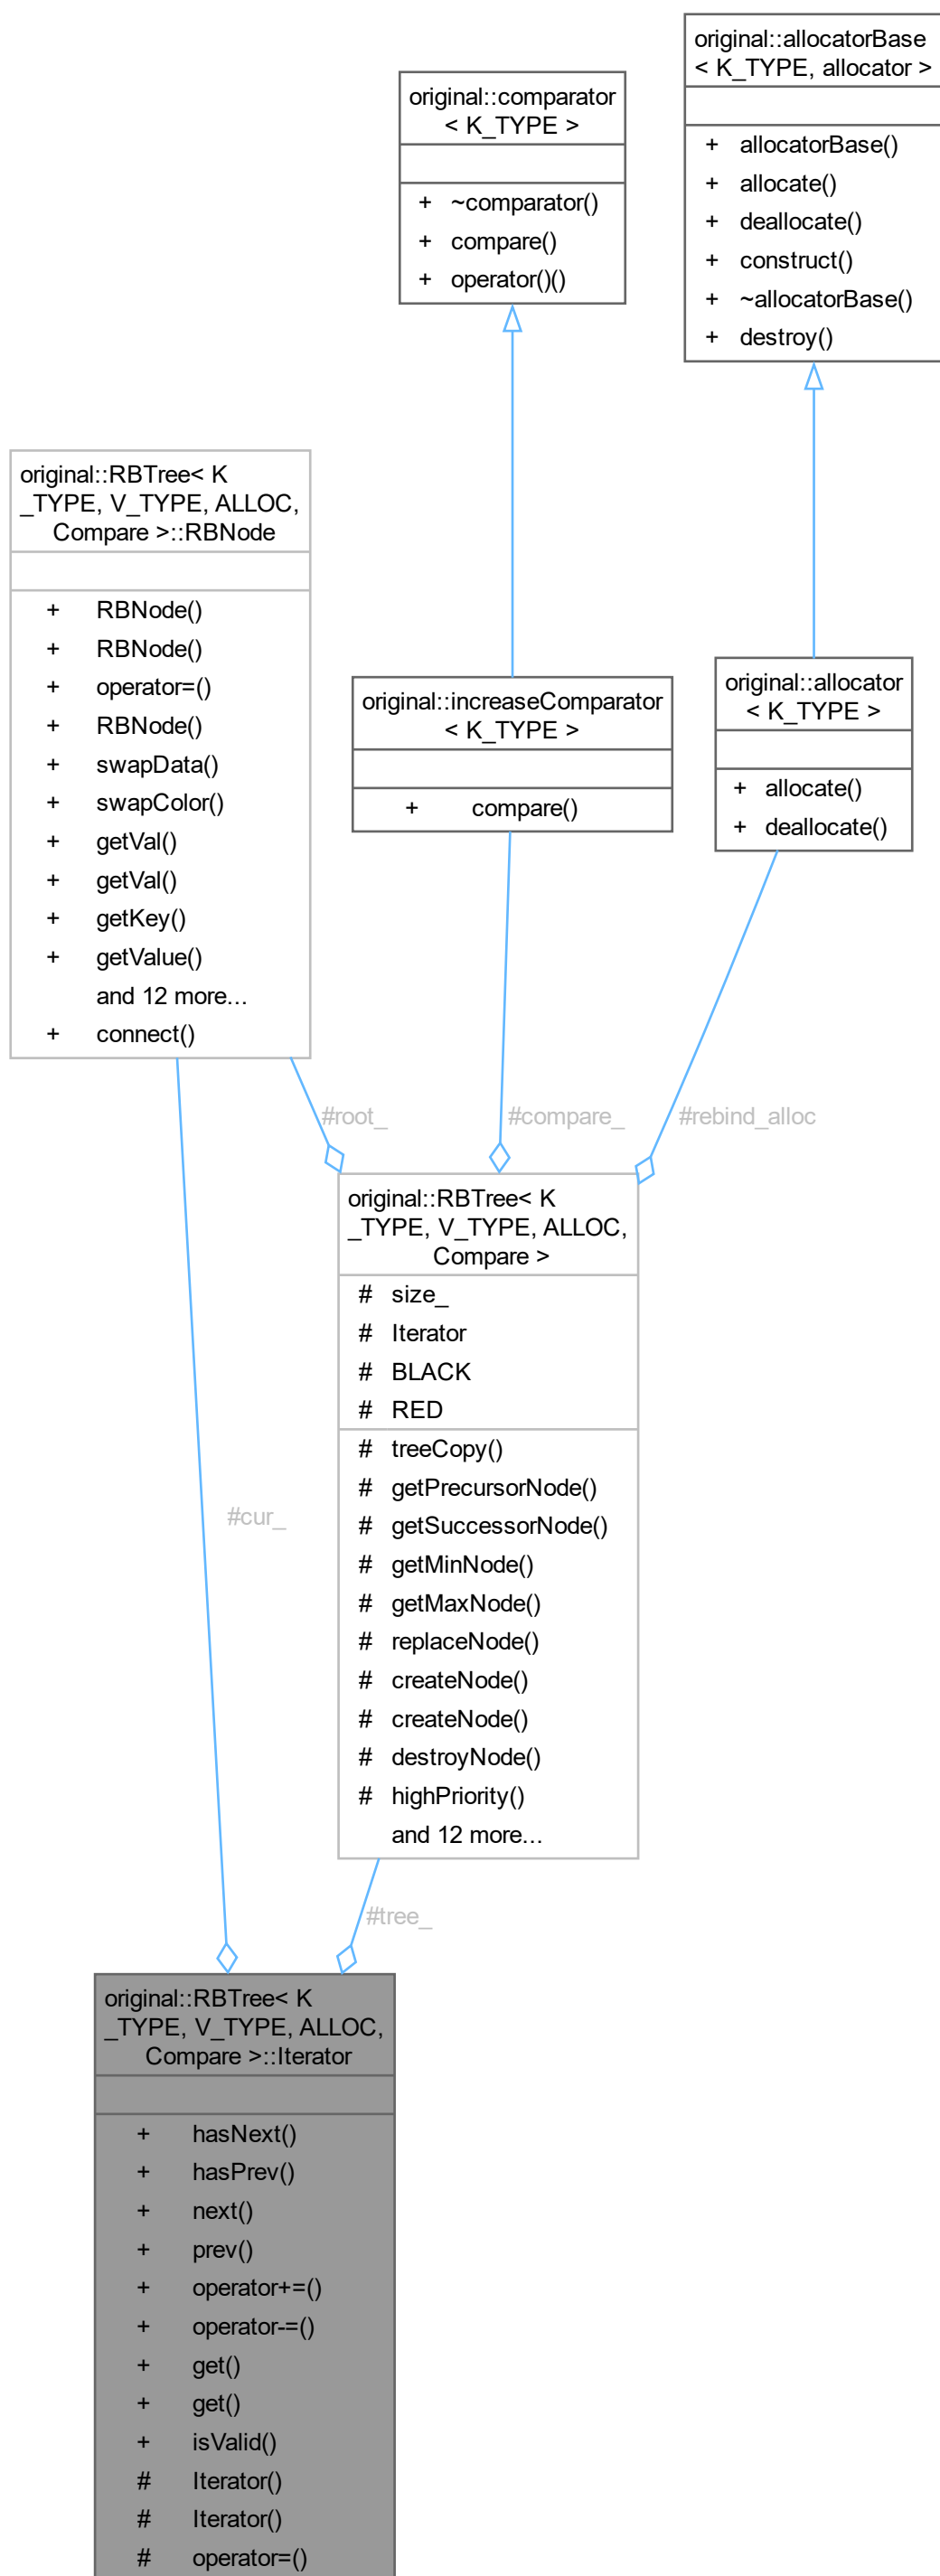 original::allocatorBase
< K_TYPE, allocator >
+ allocatorBase()
+ allocate()
+ deallocate()
+ construct()
+ ~allocatorBase()
+ destroy()
original::comparator
< K_TYPE >
+ ~comparator()
+ compare()
+ operator()()
original::RBTree< K
_TYPE, V_TYPE, ALLOC,
Compare >::RBNode
+ RBNode()
+ RBNode()
+ operator=()
+ RBNode()
+ swapData()
+ swapColor()
+ getVal()
+ getVal()
+ getKey()
+ getValue()
and 12 more...
+ connect()
original::increaseComparator
< K_TYPE >
+ compare()
original::allocator
< K_TYPE >
+ allocate()
+ deallocate()
#root_
#compare_
#rebind_alloc
original::RBTree< K
_TYPE, V_TYPE, ALLOC,
Compare >
# size_
# Iterator
# BLACK
# RED
# treeCopy()
# getPrecursorNode()
# getSuccessorNode()
# getMinNode()
# getMaxNode()
# replaceNode()
# createNode()
# createNode()
# destroyNode()
# highPriority()
and 12 more...
#cur_
#tree_
original::RBTree< K
_TYPE, V_TYPE, ALLOC,
Compare >::Iterator
+ hasNext()
+ hasPrev()
+ next()
+ prev()
+ operator+=()
+ operator-=()
+ get()
+ get()
+ isValid()
# Iterator()
# Iterator()
# operator=()